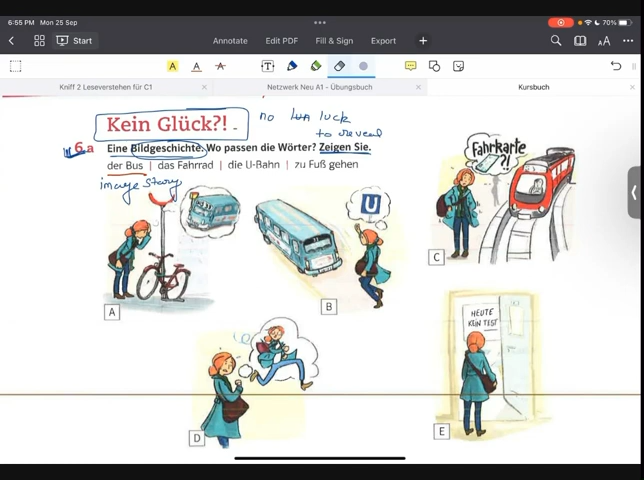 6:55 PM Mon 25 Sep
70%
Start
Annotate
Edit PDF
Fill & Sign
Export
Kniff 2 Leseverstehen für C1
Netzwerk Neu A1 - Übungsbuch
Kursbuch
Kein Glück?!
no luck
to reveal
6 a Eine Bildgeschichte. Wo passen die Wörter? Zeigen Sie.
der Bus | das Fahrrad | die U-Bahn | zu Fuß gehen
image story
Fahrkarte
?!
U
A
B
C
HEUTE
KEIN TEST
D
E